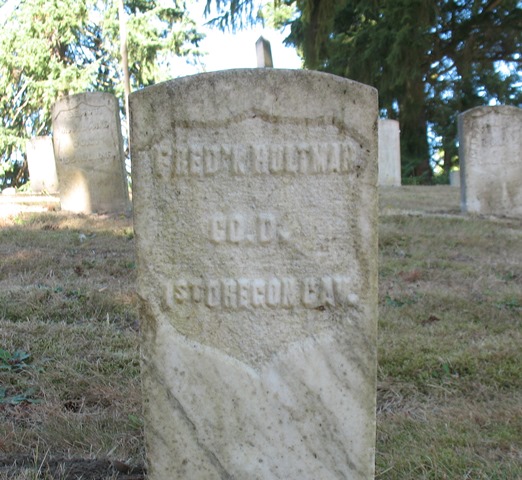 FRED'K HOLTMAN
CO. D.
1ST OREGON CAV.